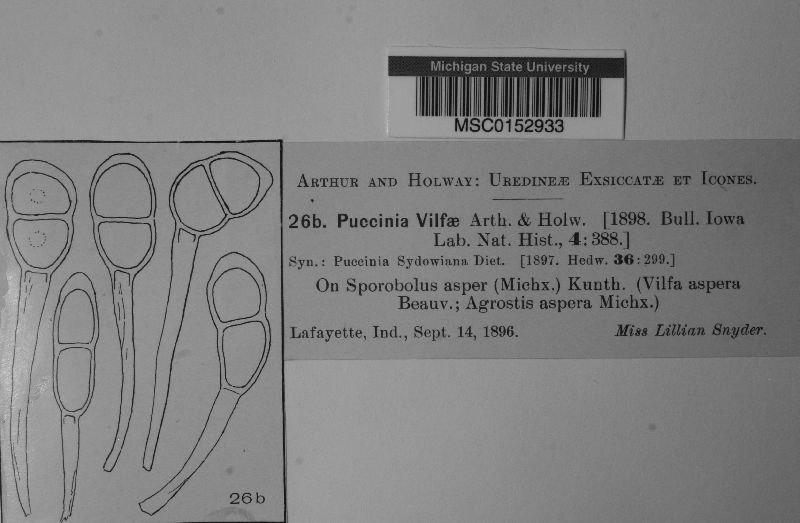 Michigan State University
MSC0152933
ARTHUR AND HOLWAY: UREDINEÆ EXSICCATÆ ET ICONES.
26b. Puccinia Vilfæ Arth. & Holw. [1898. Bull. Iowa
Lab. Nat. Hist., 4: 388.]
Syn.: Puccinia Sydowiana Diet. [1897. Hedw. 36: 299.]
On Sporobolus asper (Michx.) Kunth. (Vilfa aspera
Beauv.; Agrostis aspera Michx.)
Lafayette, Ind., Sept. 14, 1896. Miss Lillian Snyder.
26b